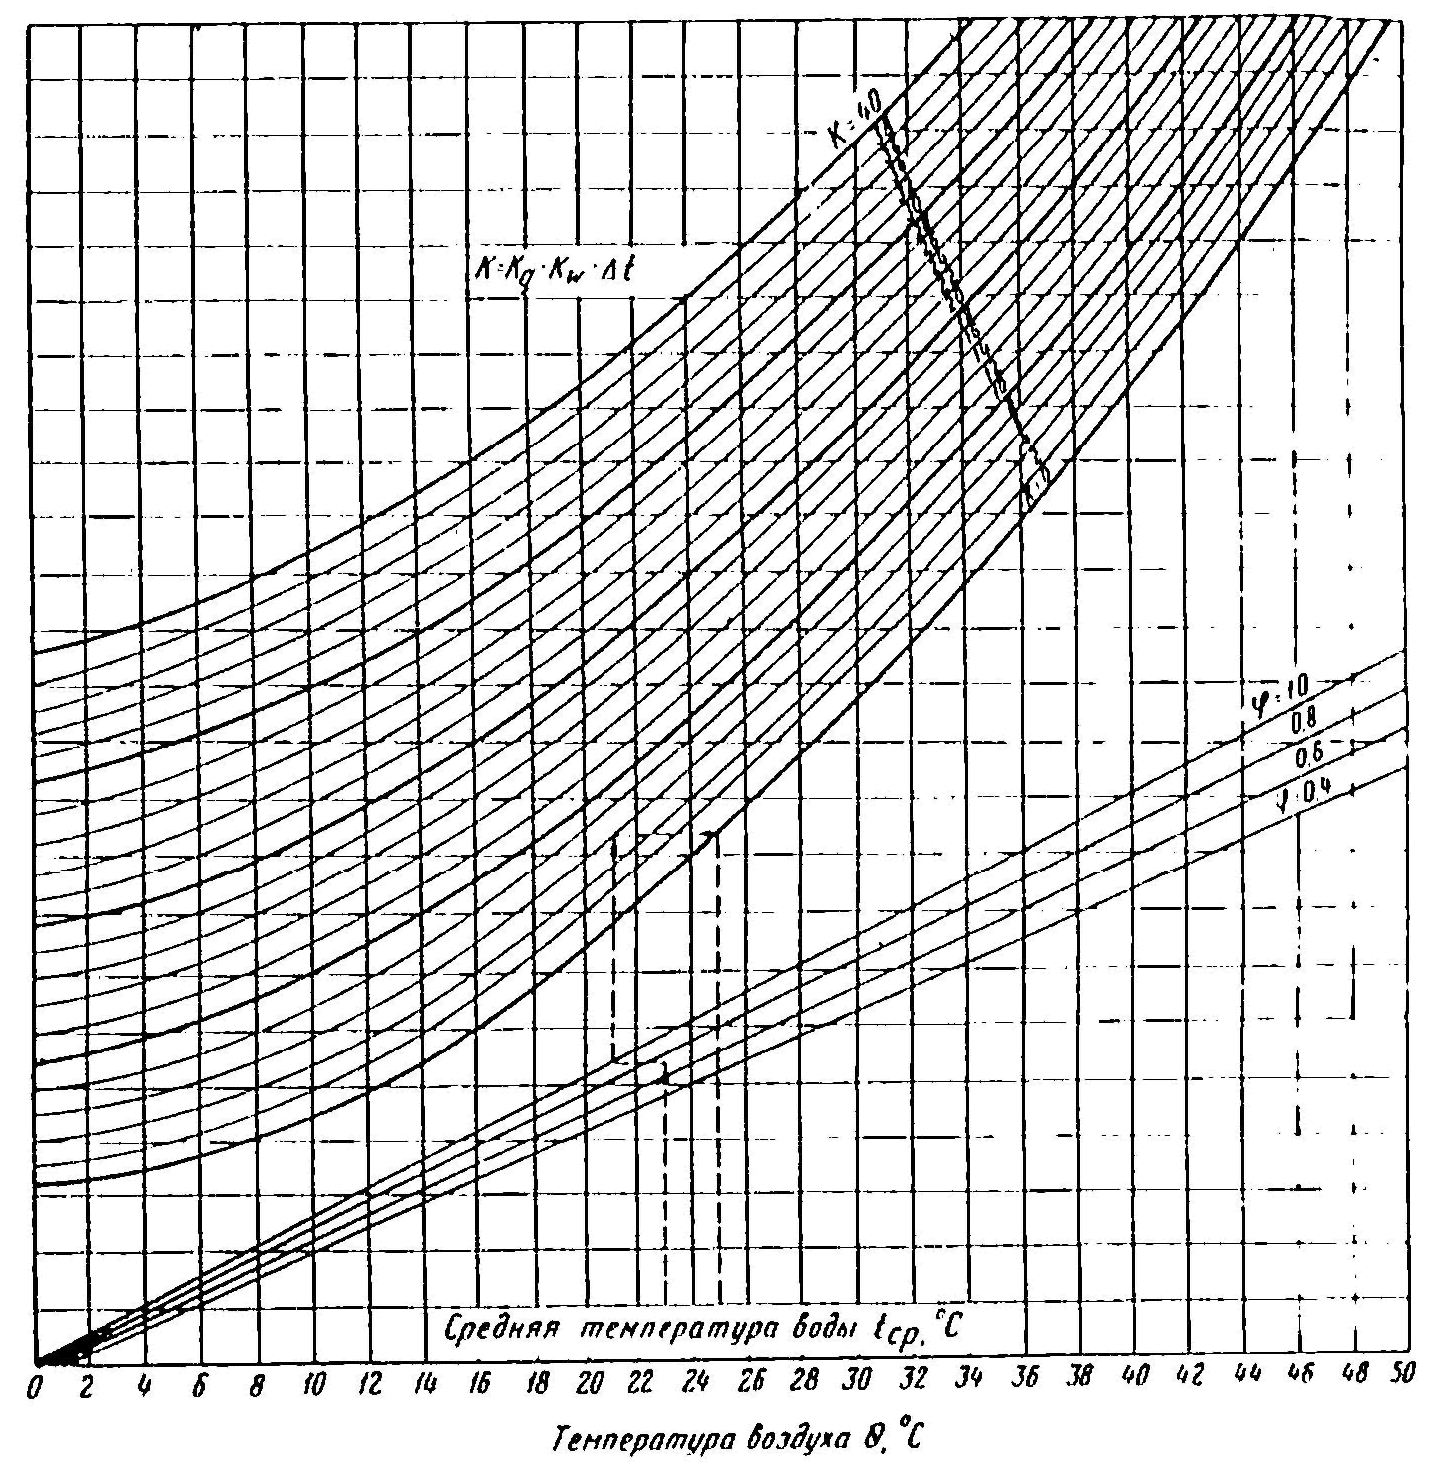 K=40
K=Kq·Kw·Δt
φ=1,0
0,8
0,6
φ=0,4
Средняя температура воды tср, °C
0 2 4 6 8 10 12 14 16 18 20 22 24 26 28 30 32 34 36 38 40 42 44 46 48 50
Температура воздуха θ, °C